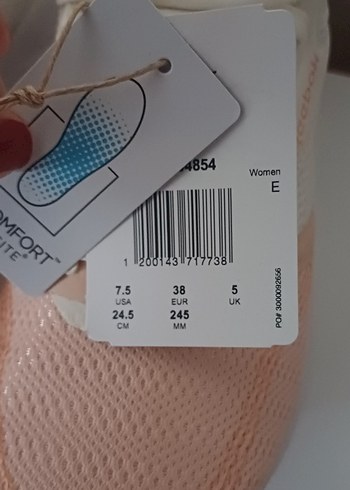 4854
Women
E
1 200143 717738
7.5 38 5
USA EUR UK
24.5 245
CM MM
PO# 3000092656
OMFORT™
ITE®